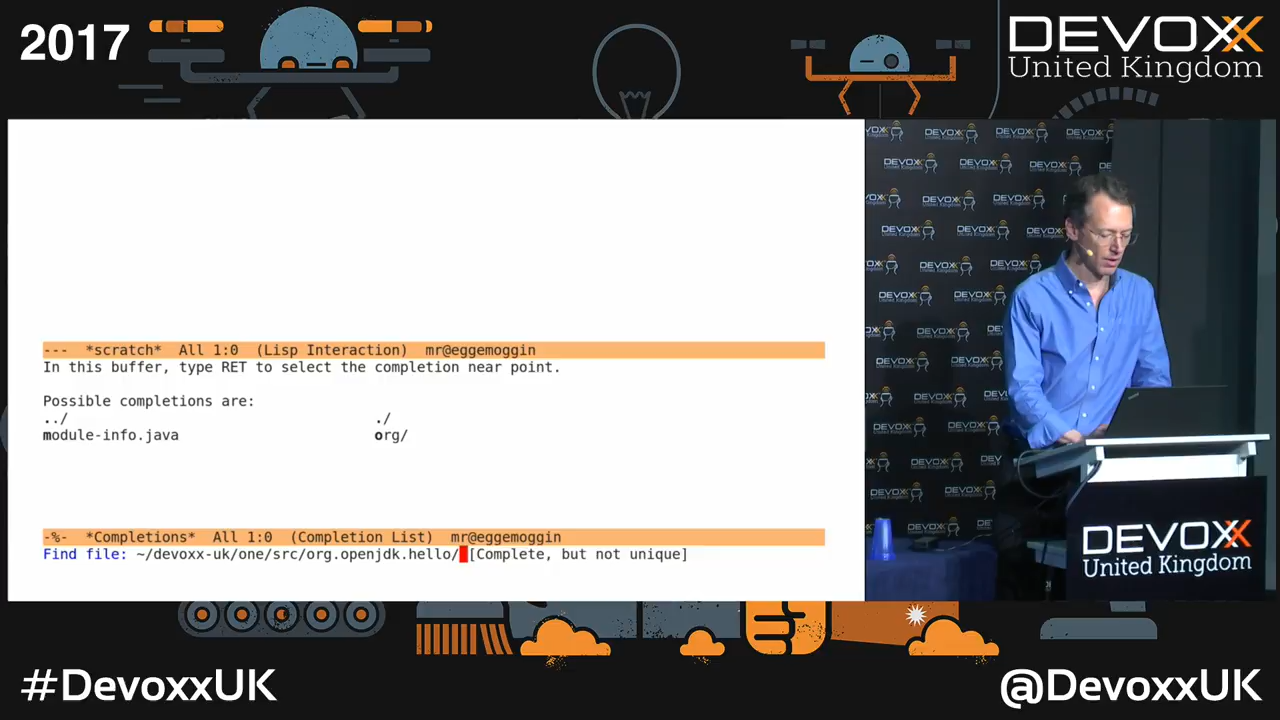 2017
DEVOXX
United Kingdom
--- *scratch* All 1:0 (Lisp Interaction) mr@eggemoggin
In this buffer, type RET to select the completion near point.
Possible completions are:
../ ./
module-info.java org/
-%- *Completions* All 1:0 (Completion List) mr@eggemoggin
Find file: ~/devoxx-uk/one/src/org.openjdk.hello/ [Complete, but not unique]
DEVOXX
United Kingdom
#DevoxxUK
@DevoxxUK